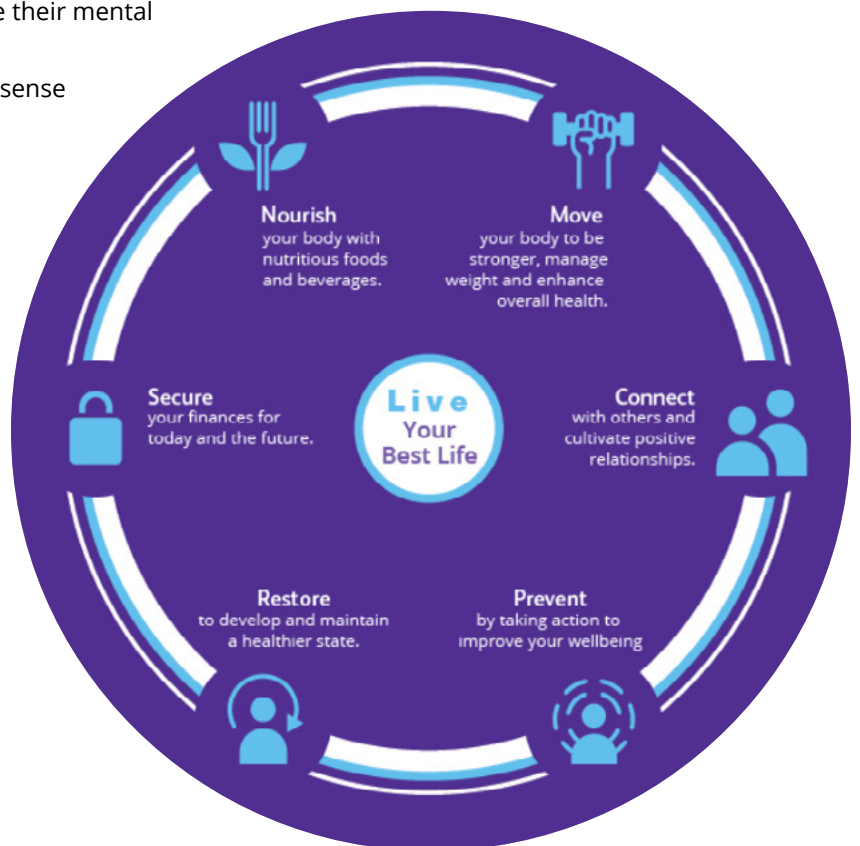 e their mental
sense
Nourish
your body with
nutritious foods
and beverages.
Move
your body to be
stronger, manage
weight and enhance
overall health.
Secure
your finances for
today and the future.
Live
Your
Best Life
Connect
with others and
cultivate positive
relationships.
Restore
to develop and maintain
a healthier state.
Prevent
by taking action to
improve your wellbeing